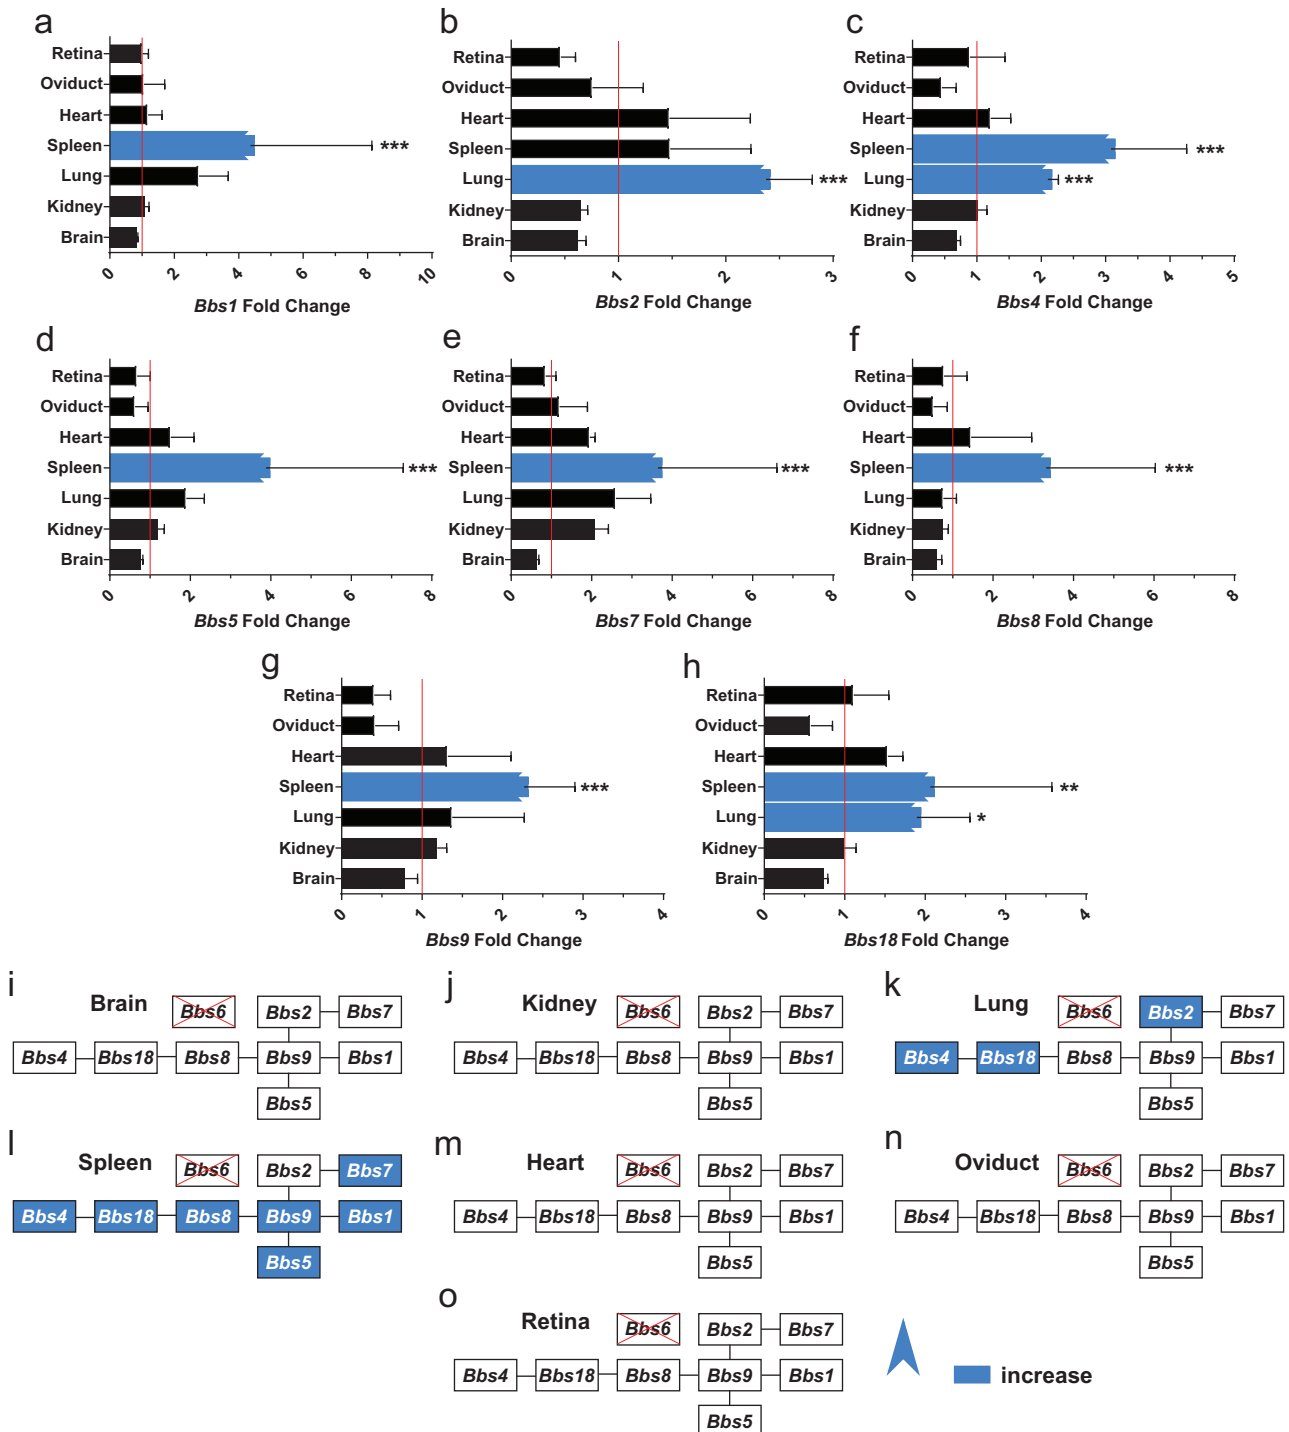 a
Retina
Oviduct
Heart
Spleen
Lung
Kidney
Brain
***
0 2 4 6 8 10
Bbs1 Fold Change
b
Retina
Oviduct
Heart
Spleen
Lung
Kidney
Brain
***
0 1 2 3
Bbs2 Fold Change
c
Retina
Oviduct
Heart
Spleen
Lung
Kidney
Brain
***
***
0 1 2 3 4 5
Bbs4 Fold Change
d
Retina
Oviduct
Heart
Spleen
Lung
Kidney
Brain
***
0 2 4 6 8
Bbs5 Fold Change
e
Retina
Oviduct
Heart
Spleen
Lung
Kidney
Brain
***
0 2 4 6 8
Bbs7 Fold Change
f
Retina
Oviduct
Heart
Spleen
Lung
Kidney
Brain
***
0 2 4 6 8
Bbs8 Fold Change
g
Retina
Oviduct
Heart
Spleen
Lung
Kidney
Brain
***
0 1 2 3 4
Bbs9 Fold Change
h
Retina
Oviduct
Heart
Spleen
Lung
Kidney
Brain
**
*
0 1 2 3 4
Bbs18 Fold Change
i
Brain Bbs6 Bbs2 Bbs7
Bbs4 Bbs18 Bbs8 Bbs9 Bbs1
Bbs5
j
Kidney Bbs6 Bbs2 Bbs7
Bbs4 Bbs18 Bbs8 Bbs9 Bbs1
Bbs5
k
Lung Bbs6 Bbs2 Bbs7
Bbs4 Bbs18 Bbs8 Bbs9 Bbs1
Bbs5
l
Spleen Bbs6 Bbs2 Bbs7
Bbs4 Bbs18 Bbs8 Bbs9 Bbs1
Bbs5
m
Heart Bbs6 Bbs2 Bbs7
Bbs4 Bbs18 Bbs8 Bbs9 Bbs1
Bbs5
n
Oviduct Bbs6 Bbs2 Bbs7
Bbs4 Bbs18 Bbs8 Bbs9 Bbs1
Bbs5
o
Retina Bbs6 Bbs2 Bbs7
Bbs4 Bbs18 Bbs8 Bbs9 Bbs1
Bbs5
increase